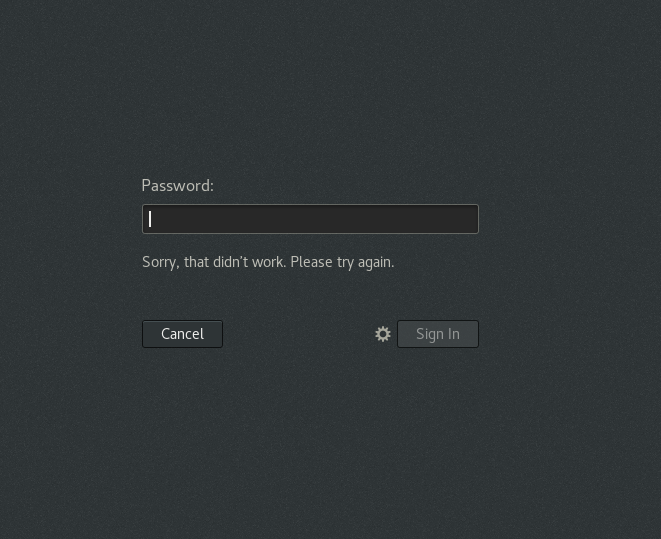 Password:
Sorry, that didn't work. Please try again.
Cancel
Sign In